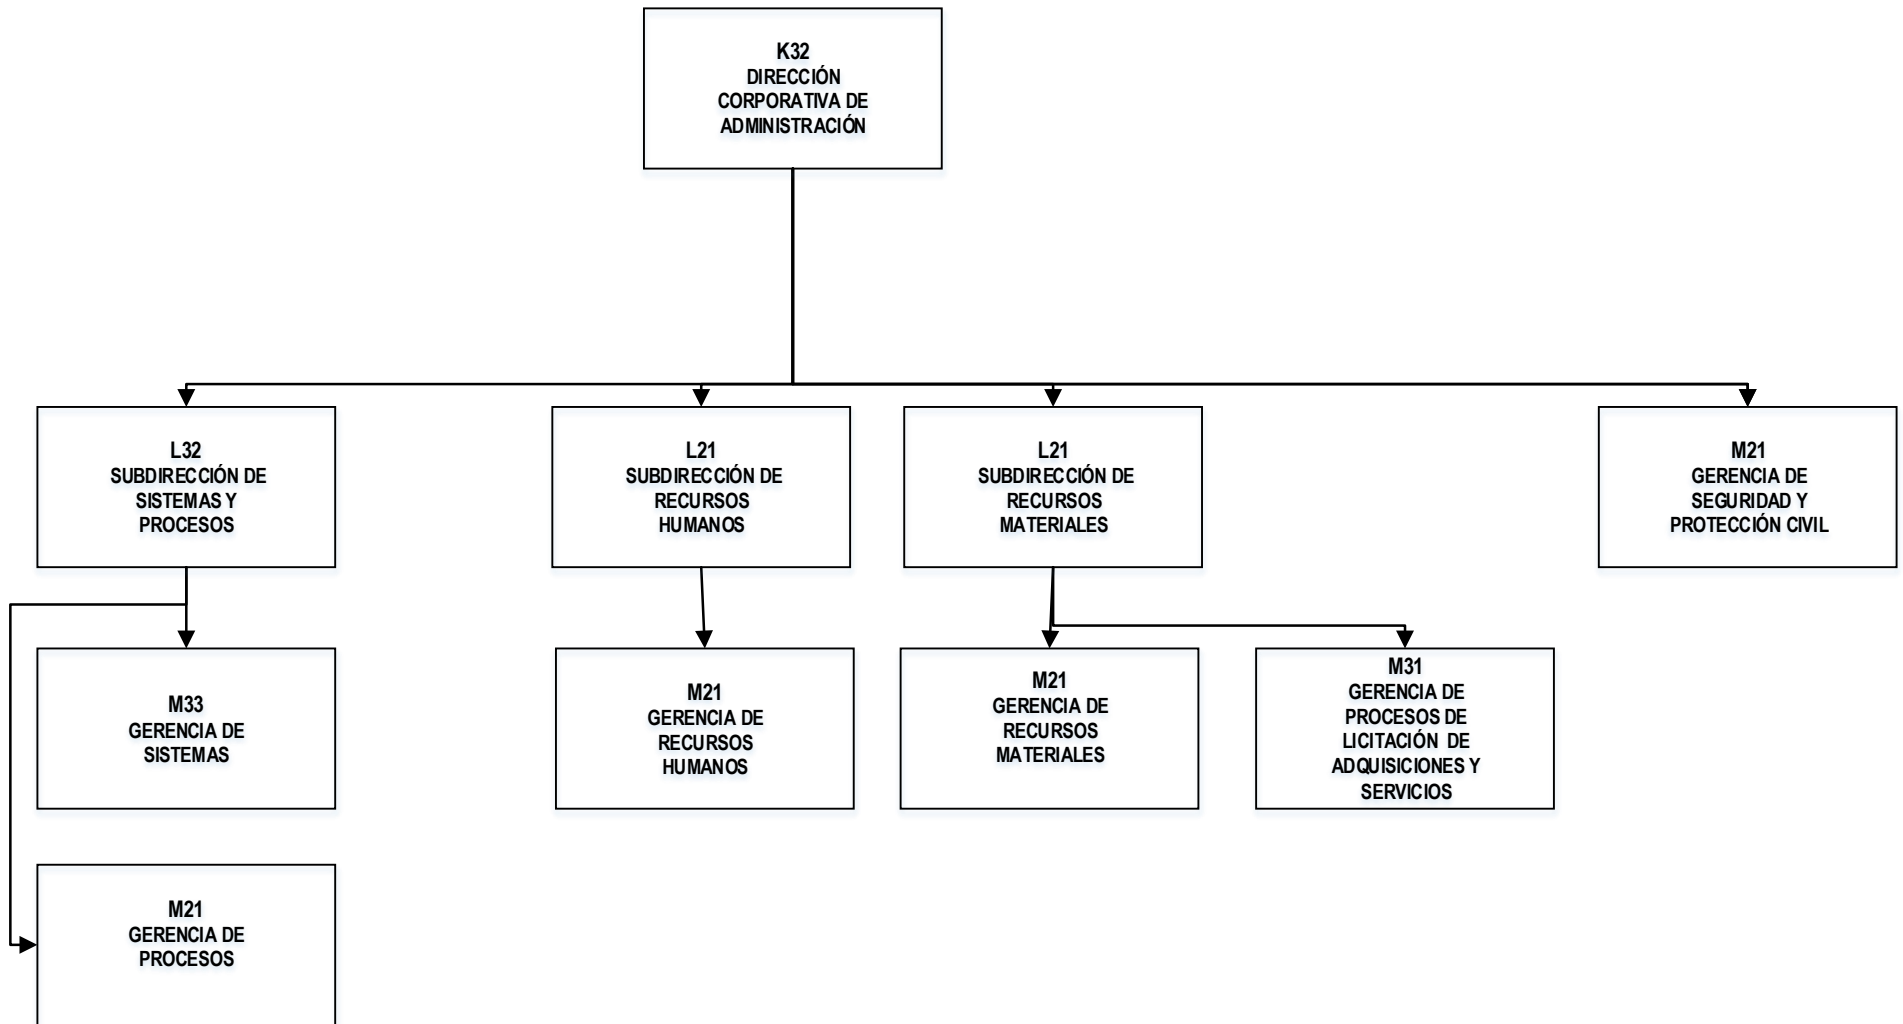 K32
DIRECCIÓN
CORPORATIVA DE
ADMINISTRACIÓN
L32
SUBDIRECCIÓN DE
SISTEMAS Y
PROCESOS
L21
SUBDIRECCIÓN DE
RECURSOS
HUMANOS
L21
SUBDIRECCIÓN DE
RECURSOS
MATERIALES
M21
GERENCIA DE
SEGURIDAD Y
PROTECCIÓN CIVIL
M33
GERENCIA DE
SISTEMAS
M21
GERENCIA DE
RECURSOS
HUMANOS
M21
GERENCIA DE
RECURSOS
MATERIALES
M31
GERENCIA DE
PROCESOS DE
LICITACIÓN DE
ADQUISICIONES Y
SERVICIOS
M21
GERENCIA DE
PROCESOS